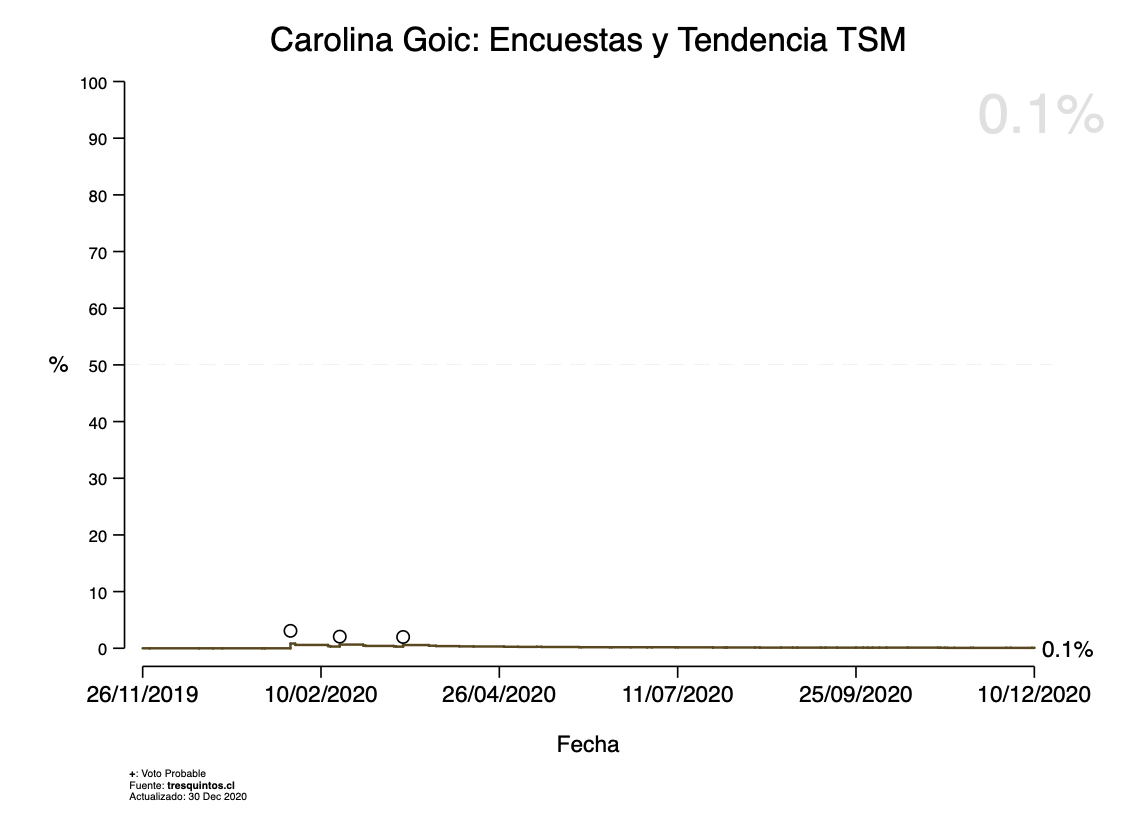 Carolina Goic: Encuestas y Tendencia TSM
0.1%
100
90
80
70
60
% 50
40
30
20
10
0
0.1%
26/11/2019 10/02/2020 26/04/2020 11/07/2020 25/09/2020 10/12/2020
Fecha
+: Voto Probable
Fuente: tresquintos.cl
Actualizado: 30 Dec 2020